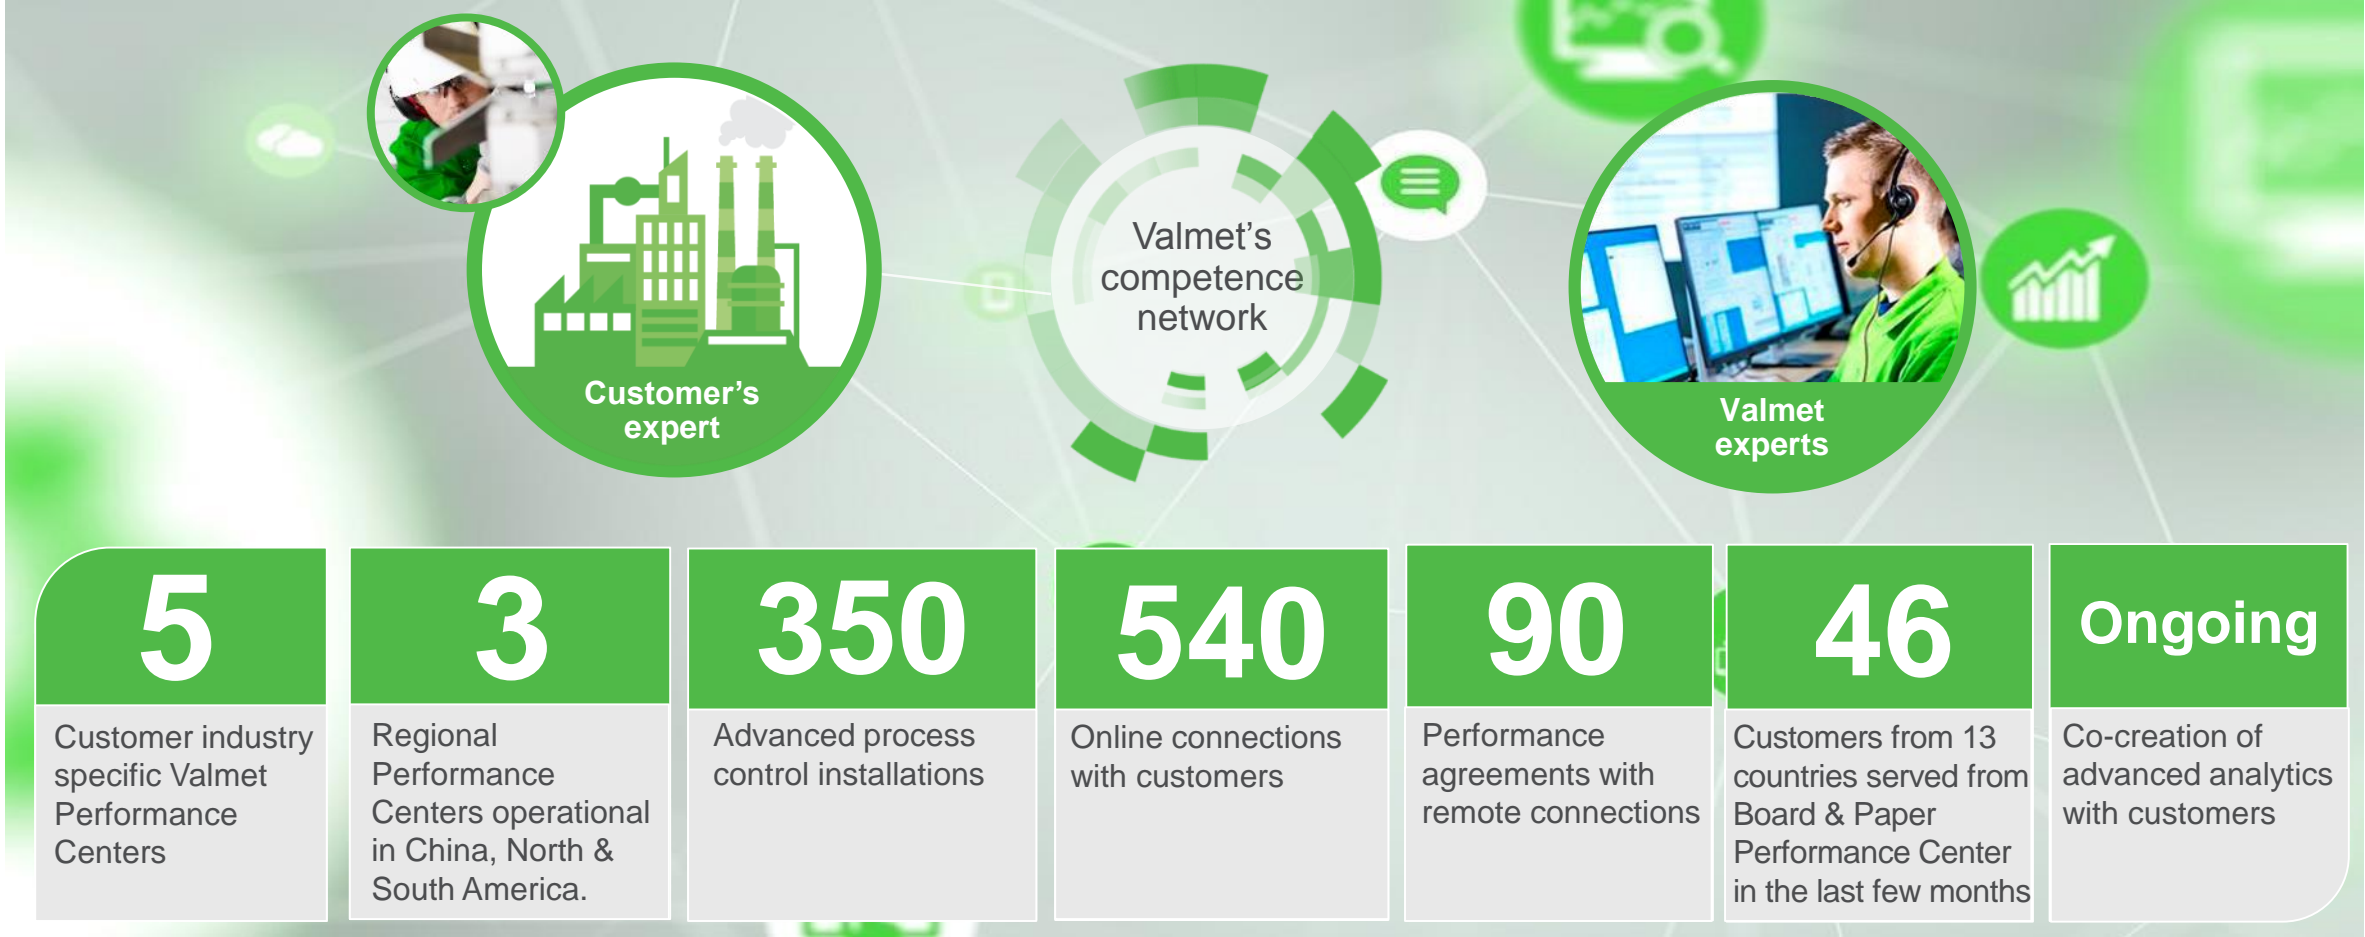 Customer's
expert
Valmet’s
competence
network
Valmet
experts
5
Customer industry
specific Valmet
Performance
Centers
3
Regional
Performance
Centers operational
in China, North &
South America.
350
Advanced process
control installations
540
Online connections
with customers
90
Performance
agreements with
remote connections
46
Customers from 13
countries served from
Board & Paper
Performance Center
in the last few months
Ongoing
Co-creation of
advanced analytics
with customers